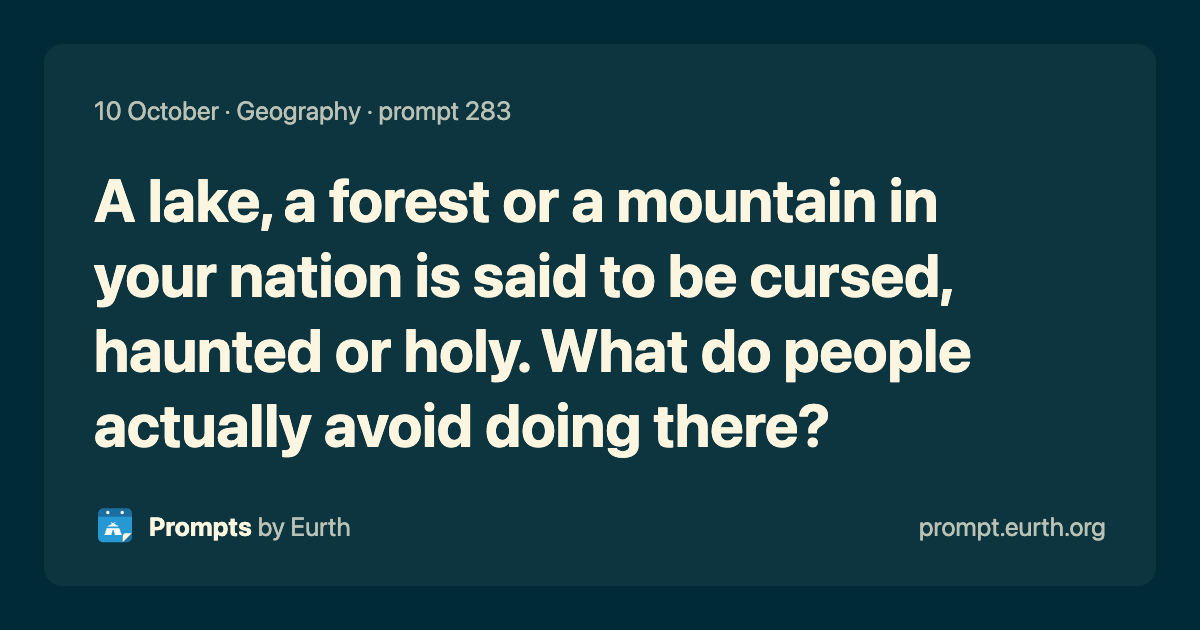 10 October · Geography · prompt 283
A lake, a forest or a mountain in
your nation is said to be cursed,
haunted or holy. What do people
actually avoid doing there?
Prompts by Eurth
prompt.eurth.org